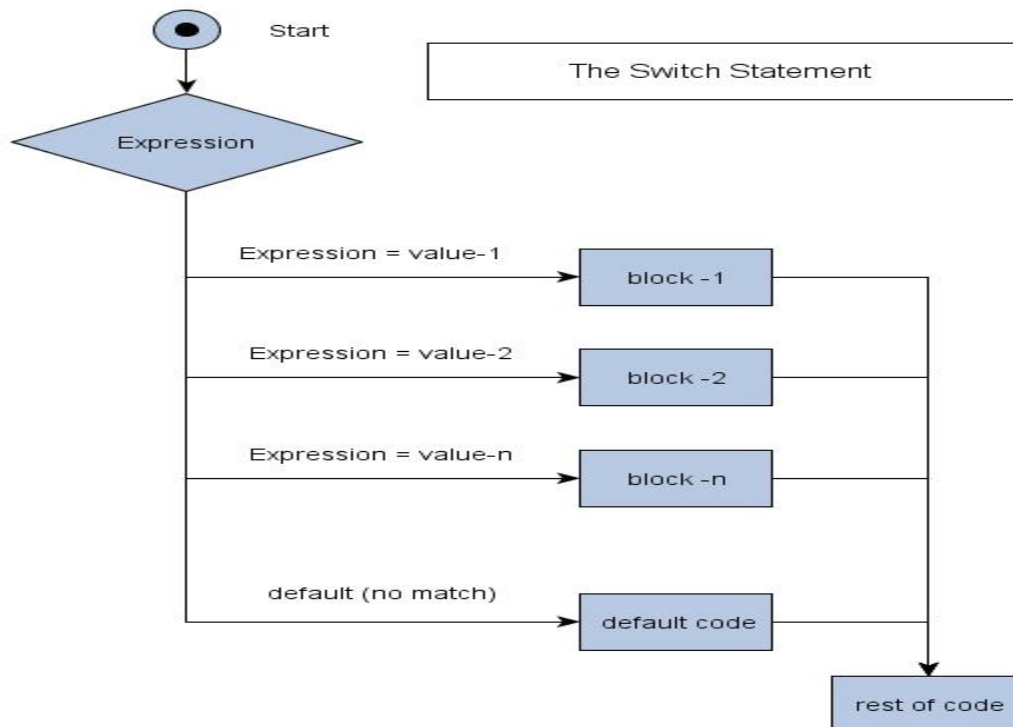 Start
The Switch Statement
Expression
Expression = value-1
block -1
Expression = value-2
block -2
Expression = value-n
block -n
default (no match)
default code
rest of code